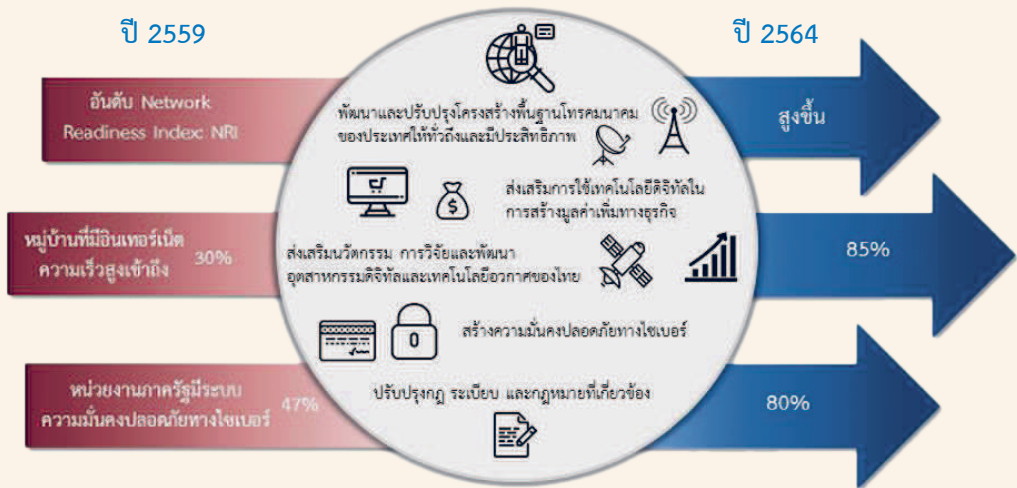 ปี 2559
ปี 2564
อันดับ Network
Readiness Index: NRI
พัฒนาและปรับปรุงโครงสร้างพื้นฐานโทรคมนาคม
ของประเทศให้ทั่วถึงและมีประสิทธิภาพ
สูงขึ้น
$
ส่งเสริมการใช้เทคโนโลยีดิจิทัลใน
การสร้างมูลค่าเพิ่มทางธุรกิจ
หมู่บ้านที่มีอินเทอร์เน็ต
ความเร็วสูงเข้าถึง 30%
ส่งเสริมนวัตกรรม การวิจัยและพัฒนา
อุตสาหกรรมดิจิทัลและเทคโนโลยีอวกาศของไทย
85%
0
สร้างความมั่นคงปลอดภัยทางไซเบอร์
หน่วยงานภาครัฐมีระบบ
ความมั่นคงปลอดภัยทางไซเบอร์ 47%
ปรับปรุงกฎ ระเบียบ และกฎหมายที่เกี่ยวข้อง
80%